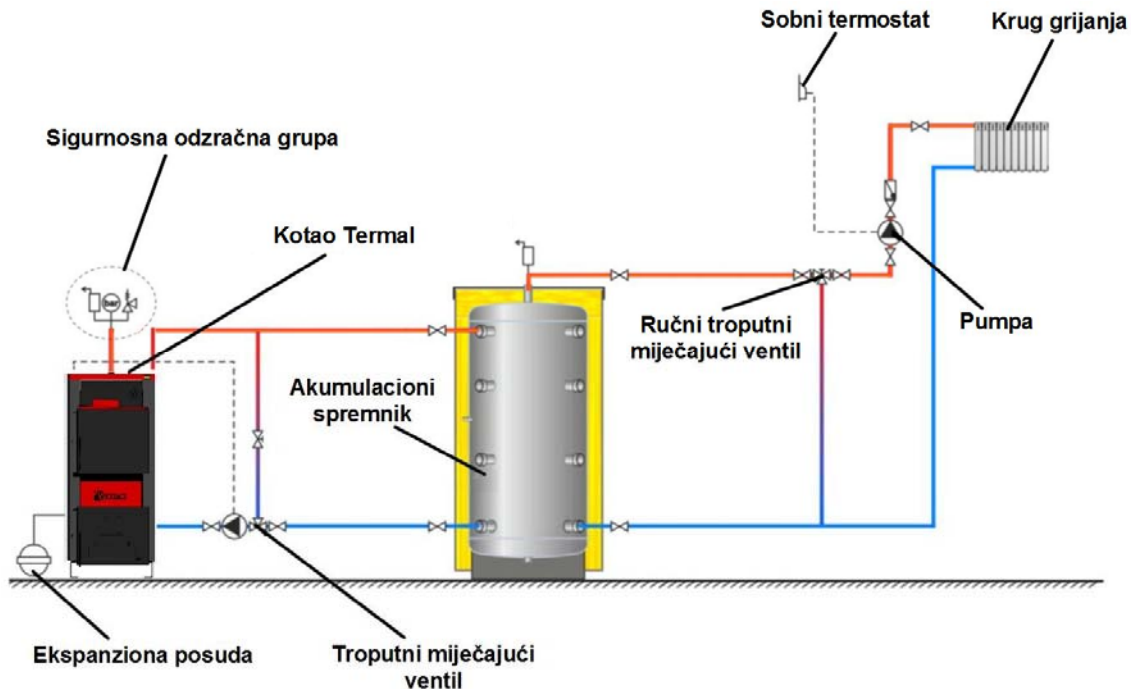 Sobni termostat
Krug grijanja
Sigurnosna odzračna grupa
Kotao Termal
bar
Ručni troputni
miječajući ventil
Pumpa
Akumulacioni
spremnik
Ekspanziona posuda
Troputni miječajući
ventil